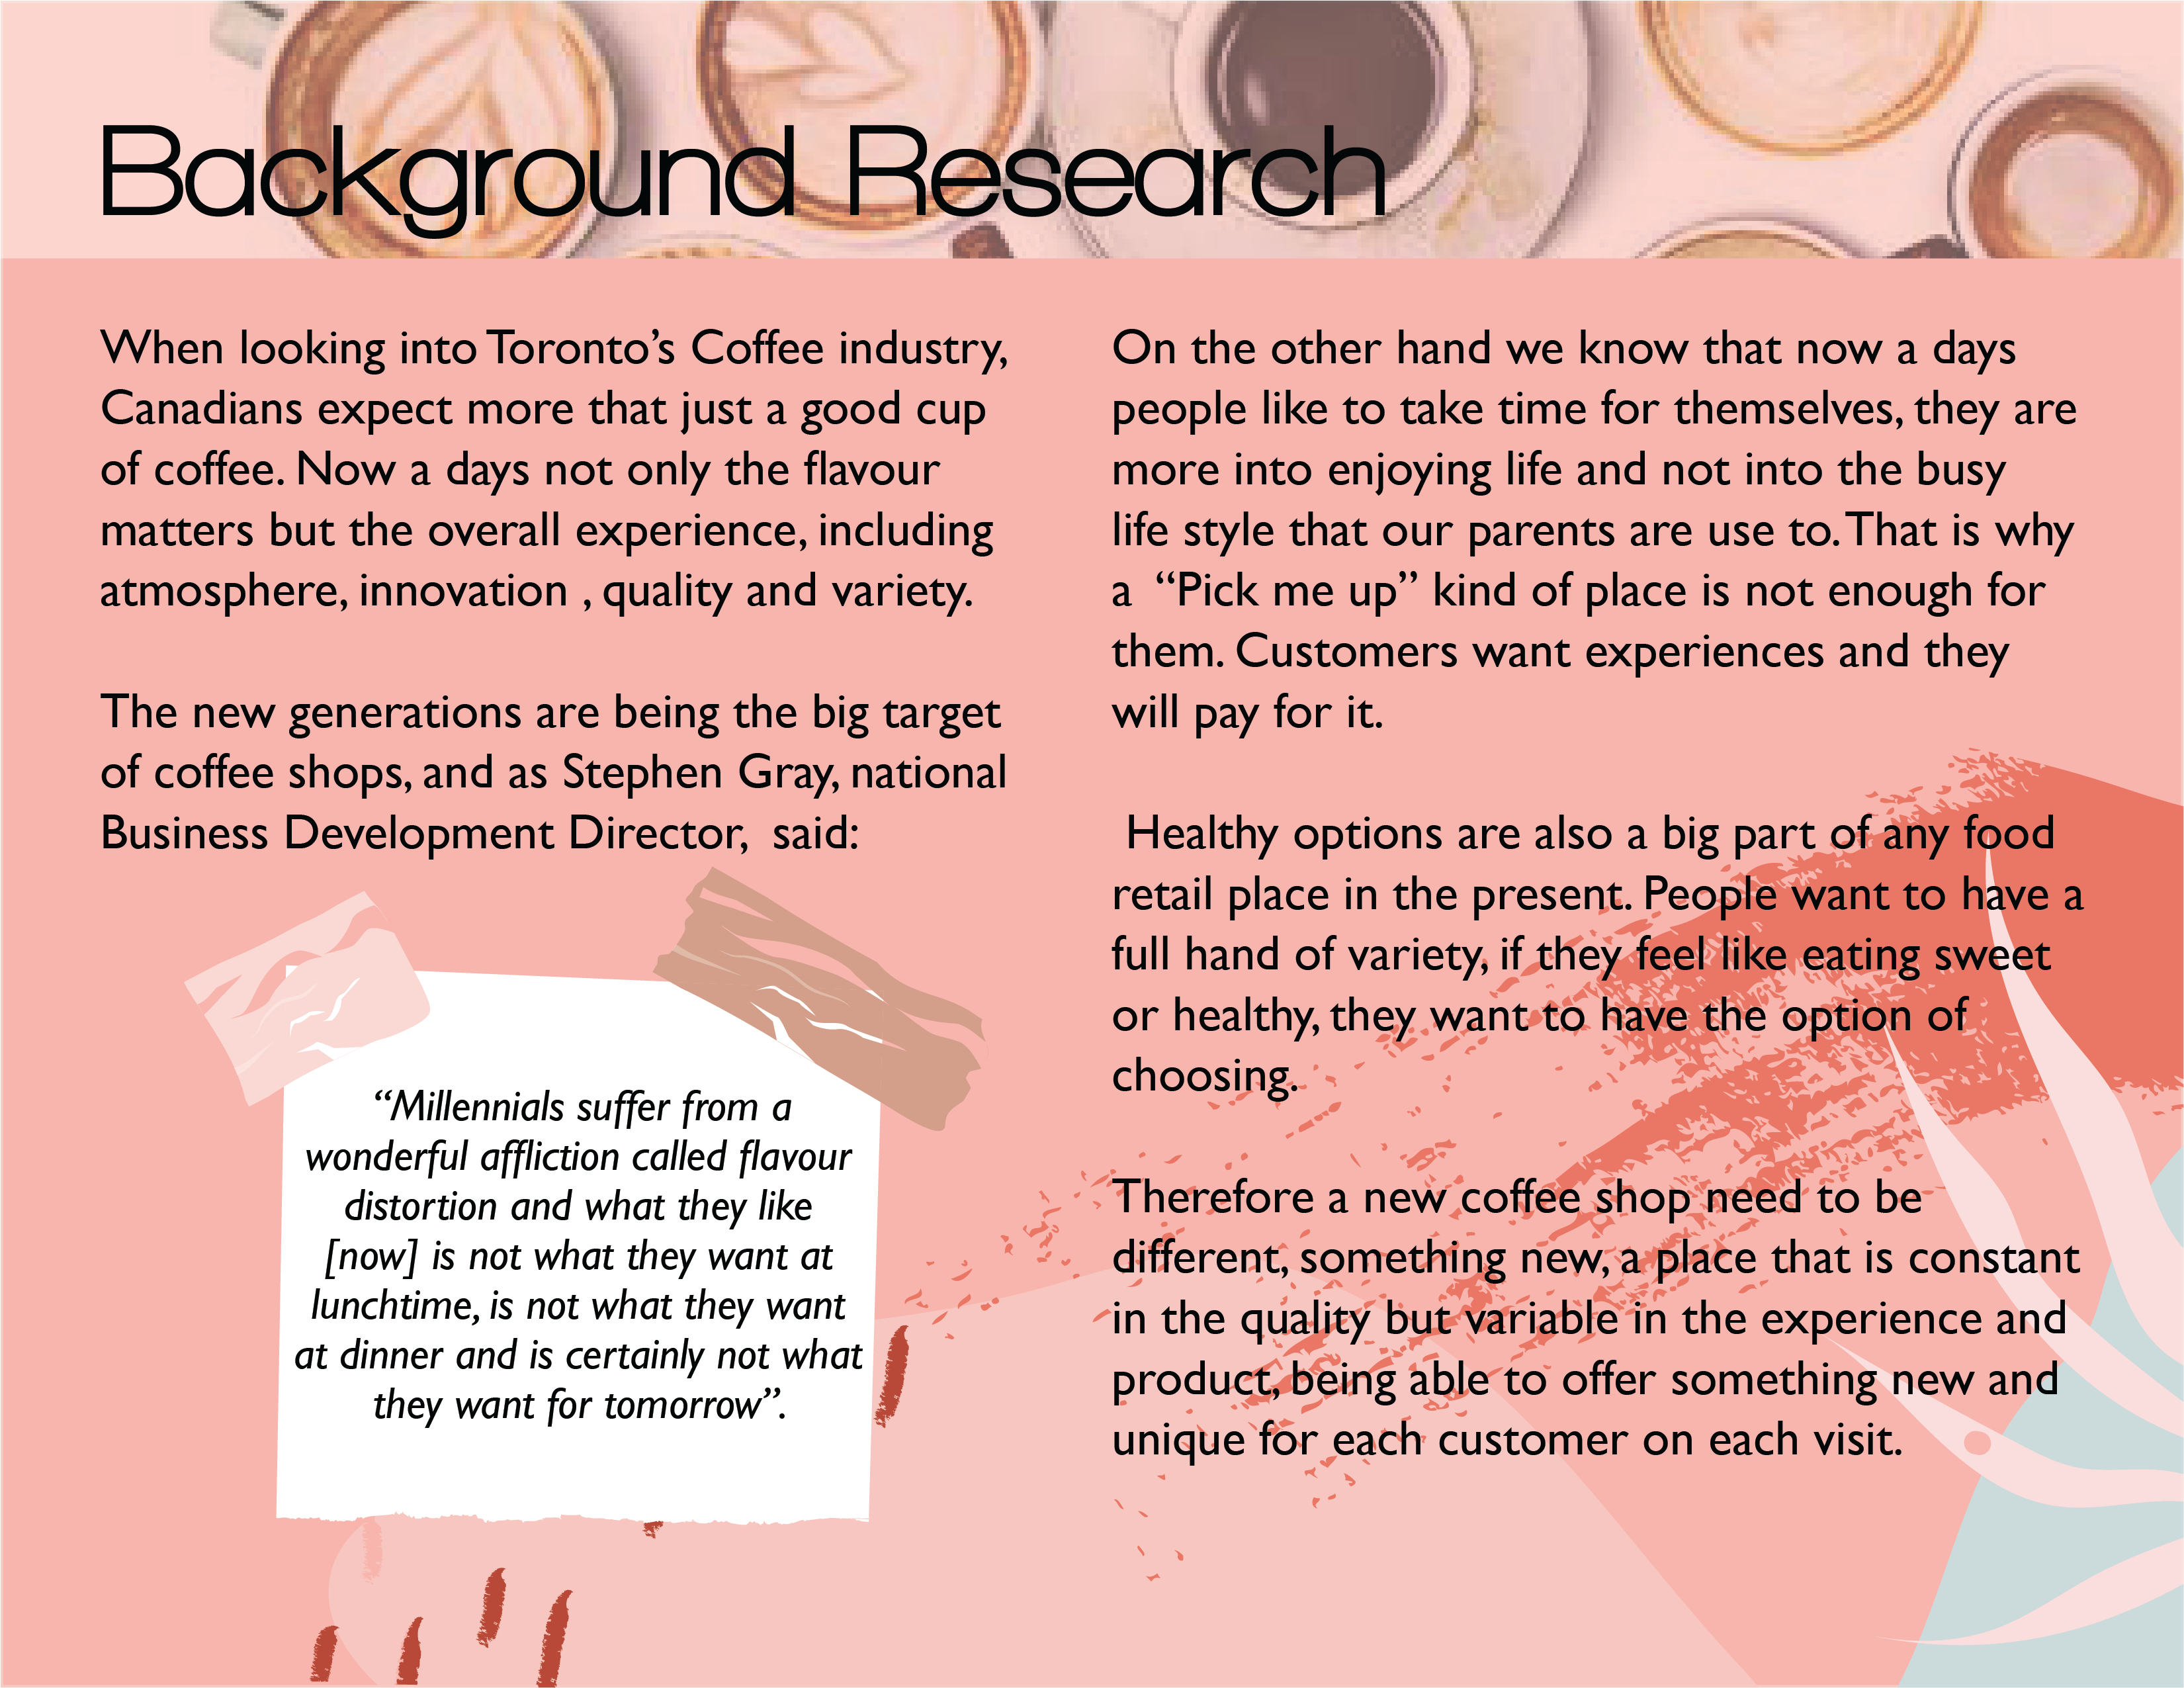 Background Research
When looking into Toronto’s Coffee industry,
Canadians expect more that just a good cup
of coffee. Now a days not only the flavour
matters but the overall experience, including
atmosphere, innovation , quality and variety.
The new generations are being the big target
of coffee shops, and as Stephen Gray, national
Business Development Director,  said:
“Millennials suffer from a
wonderful affliction called flavour
distortion and what they like
[now] is not what they want at
lunchtime, is not what they want
at dinner and is certainly not what
they want for tomorrow”.
On the other hand we know that now a days
people like to take time for themselves, they are
more into enjoying life and not into the busy
life style that our parents are use to. That is why
a  “Pick me up” kind of place is not enough for
them. Customers want experiences and they
will pay for it.
Healthy options are also a big part of any food
retail place in the present. People want to have a
full hand of variety, if they feel like eating sweet
or healthy, they want to have the option of
choosing.
Therefore a new coffee shop need to be
different, something new, a place that is constant
in the quality but variable in the experience and
product, being able to offer something new and
unique for each customer on each visit.